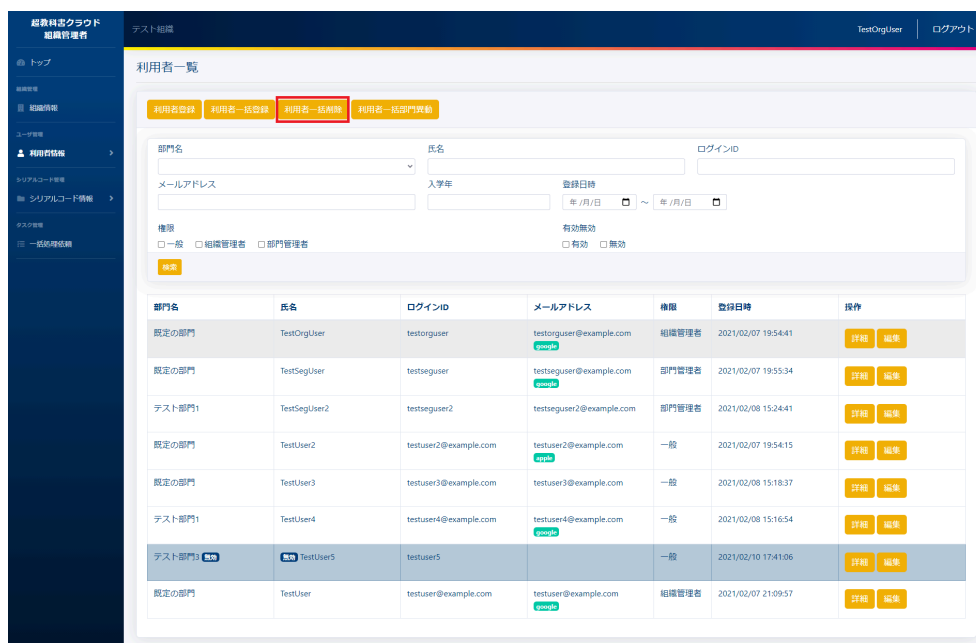 超教科書クラウド
組織管理者
テスト組織
TestOrgUser
ログアウト
トップ
組織管理
組織情報
ユーザ管理
利用者情報
シリアルコード管理
シリアルコード情報
タスク管理
一括処理依頼
利用者一覧
利用者登録 利用者一括登録 利用者一括削除 利用者一括部門異動
部門名 氏名 ログインID
メールアドレス 入学年 登録日時
年/月/日 ～ 年/月/日
権限 有効無効
一般 組織管理者 部門管理者 有効 無効
検索
部門名 氏名 ログインID メールアドレス 権限 登録日時 操作
既定の部門 TestOrgUser testorguser testorguser@example.com 組織管理者 2021/02/07 19:54:41 詳細 編集
google
既定の部門 TestSegUser testseguser testseguser@example.com 部門管理者 2021/02/07 19:55:34 詳細 編集
google
テスト部門1 TestSegUser2 testseguser2 testseguser2@example.com 部門管理者 2021/02/08 15:24:41 詳細 編集
既定の部門 TestUser2 testuser2@example.com testuser2@example.com 一般 2021/02/07 19:54:15 詳細 編集
apple
既定の部門 TestUser3 testuser3@example.com testuser3@example.com 一般 2021/02/08 15:18:37 詳細 編集
テスト部門1 TestUser4 testuser4@example.com testuser4@example.com 一般 2021/02/08 15:16:54 詳細 編集
google
テスト部門3 無効 無効 TestUser5 testuser5 一般 2021/02/10 17:41:06 詳細 編集
既定の部門 TestUser testuser@example.com testuser@example.com 組織管理者 2021/02/07 21:09:57 詳細 編集
google